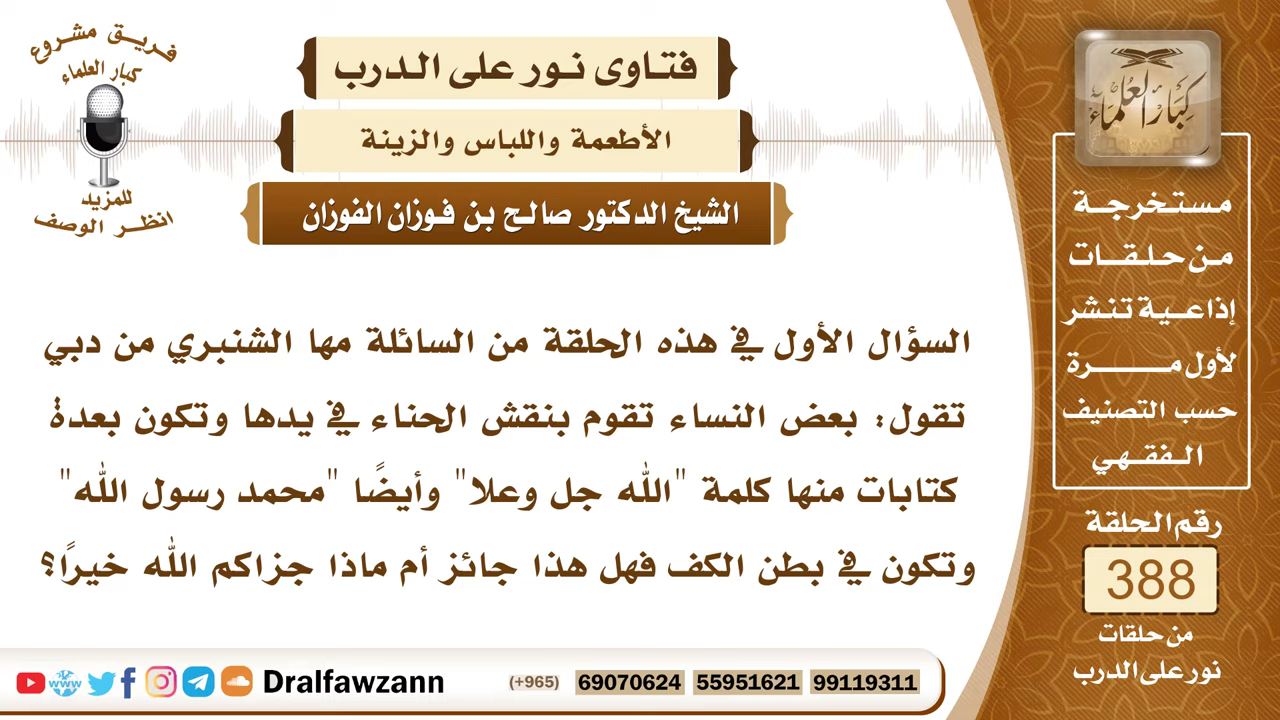 فريق مشروع
كبار العلماء
للمزيد
انظر الوصف
فتاوى نور على الدرب
الأطعمة واللباس والزينة
الشيخ الدكتور صالح بن فوزان الفوزان
السؤال الأول في هذه الحلقة من السائلة مها الشنبري من دبي
تقول: بعض النساء تقوم بنقش الحناء في يدها وتكون بعدة
كتابات منها كلمة "الله جل وعلا" وأيضًا "محمد رسول الله"
وتكون في بطن الكف فهل هذا جائز أم ماذا جزاكم الله خيرًا؟
كبار العلماء
مستخرجة
من حلقات
إذاعية تنشر
لأول مرة
حسب التصنيف
الفقهي
رقم الحلقة
388
من حلقات
نور على الدرب
www Dralfawzann (+965) 69070624 55951621 99119311